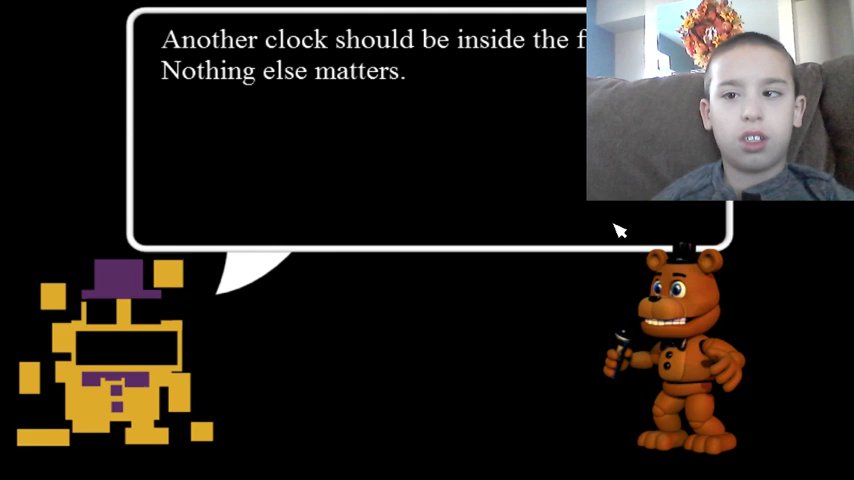 Another clock should be inside the
Nothing else matters.